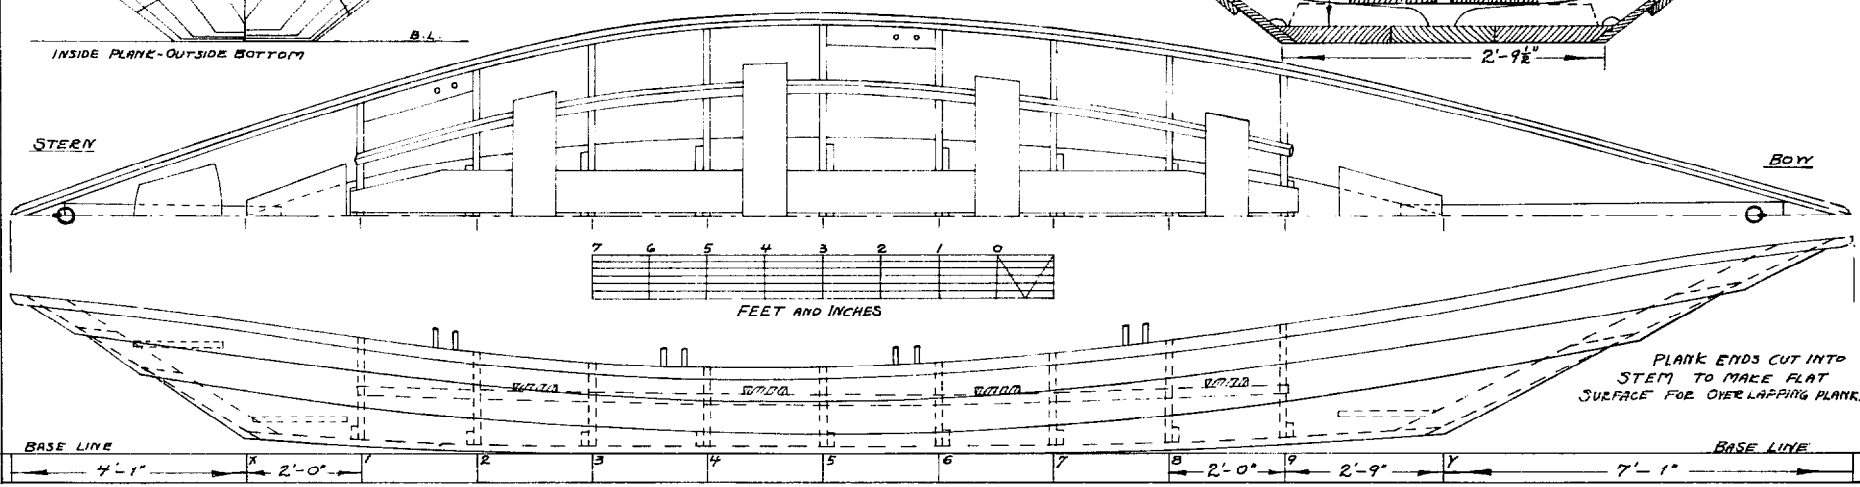 B.L.
INSIDE PLANK-OUTSIDE BOTTOM
2'-9½"
STERN
BOW
7 6 5 4 3 2 1 0
FEET AND INCHES
PLANK ENDS CUT INTO
STEM TO MAKE FLAT
SURFACE FOR OVERLAPPING PLANK.
BASE LINE
BASE LINE
X 1 2 3 4 5 6 7 8 9 Y
4'-1" 2'-0" 2'-0" 2'-9" 7'-1"